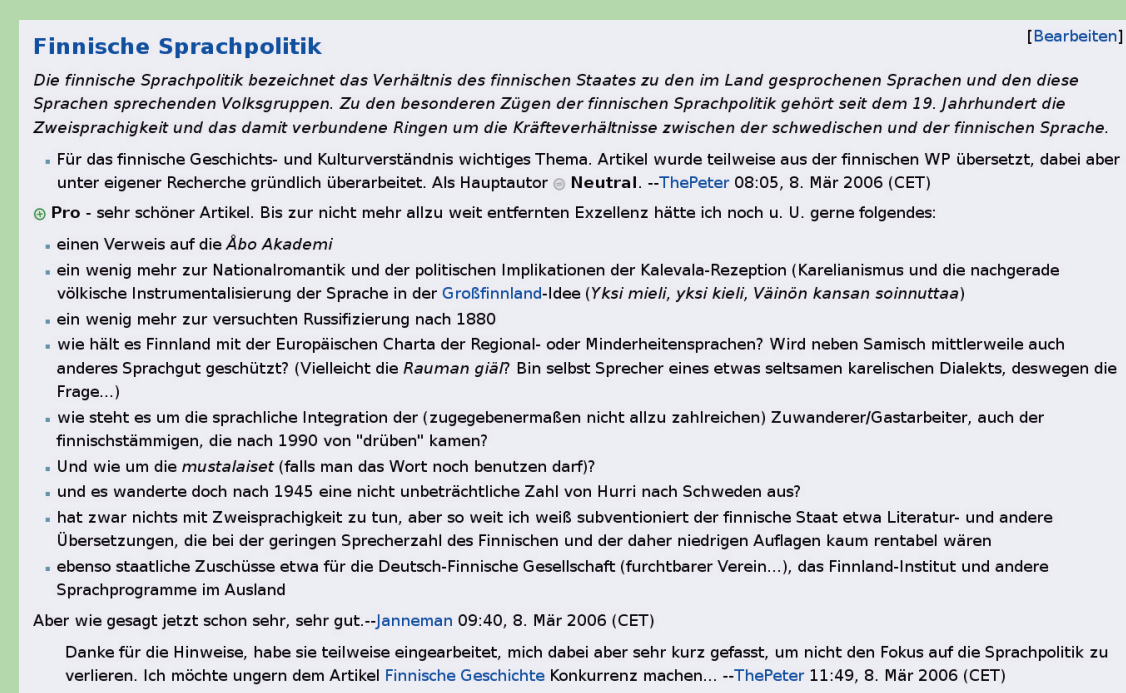 Finnische Sprachpolitik
[Bearbeiten]
Die finnische Sprachpolitik bezeichnet das Verhältnis des finnischen Staates zu den im Land gesprochenen Sprachen und den diese
Sprachen sprechenden Volksgruppen. Zu den besonderen Zügen der finnischen Sprachpolitik gehört seit dem 19. Jahrhundert die
Zweisprachigkeit und das damit verbundene Ringen um die Kräfteverhältnisse zwischen der schwedischen und der finnischen Sprache.
Für das finnische Geschichts- und Kulturverständnis wichtiges Thema. Artikel wurde teilweise aus der finnischen WP übersetzt, dabei aber
unter eigener Recherche gründlich überarbeitet. Als Hauptautor Neutral. --ThePeter 08:05, 8. Mär 2006 (CET)
Pro - sehr schöner Artikel. Bis zur nicht mehr allzu weit entfernten Exzellenz hätte ich noch u. U. gerne folgendes:
einen Verweis auf die Åbo Akademi
ein wenig mehr zur Nationalromantik und der politischen Implikationen der Kalevala-Rezeption (Karelianismus und die nachgerade
völkische Instrumentalisierung der Sprache in der Großfinnland-Idee (Yksi mieli, yksi kieli, Väinön kansan soinnuttaa)
ein wenig mehr zur versuchten Russifizierung nach 1880
wie hält es Finnland mit der Europäischen Charta der Regional- oder Minderheitensprachen? Wird neben Samisch mittlerweile auch
anderes Sprachgut geschützt? (Vielleicht die Rauman giäl? Bin selbst Sprecher eines etwas seltsamen karelischen Dialekts, deswegen die
Frage...)
wie steht es um die sprachliche Integration der (zugegebenermaßen nicht allzu zahlreichen) Zuwanderer/Gastarbeiter, auch der
finnischstämmigen, die nach 1990 von "drüben" kamen?
Und wie um die mustalaiset (falls man das Wort noch benutzen darf)?
und es wanderte doch nach 1945 eine nicht unbeträchtliche Zahl von Hurri nach Schweden aus?
hat zwar nichts mit Zweisprachigkeit zu tun, aber so weit ich weiß subventioniert der finnische Staat etwa Literatur- und andere
Übersetzungen, die bei der geringen Sprecherzahl des Finnischen und der daher niedrigen Auflagen kaum rentabel wären
ebenso staatliche Zuschüsse etwa für die Deutsch-Finnische Gesellschaft (furchtbarer Verein...), das Finnland-Institut und andere
Sprachprogramme im Ausland
Aber wie gesagt jetzt schon sehr, sehr gut.--Janneman 09:40, 8. Mär 2006 (CET)
Danke für die Hinweise, habe sie teilweise eingearbeitet, mich dabei aber sehr kurz gefasst, um nicht den Fokus auf die Sprachpolitik zu
verlieren. Ich möchte ungern dem Artikel Finnische Geschichte Konkurrenz machen... --ThePeter 11:49, 8. Mär 2006 (CET)